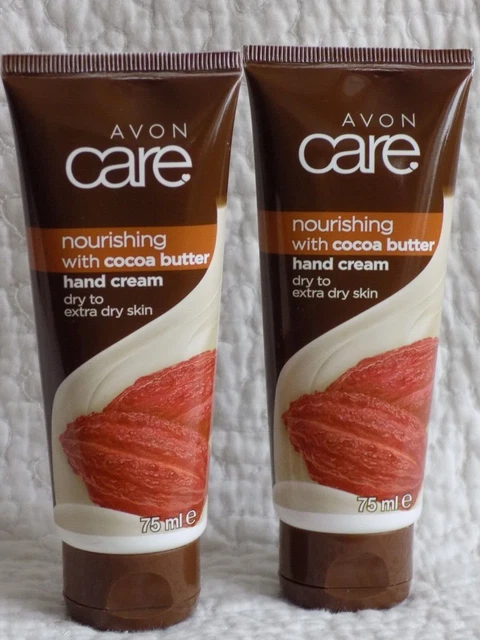 AVON
care
nourishing
with cocoa butter
hand cream
dry to
extra dry skin
75 ml e
AVON
care
nourishing
with cocoa butter
hand cream
dry to
extra dry skin
75 ml e